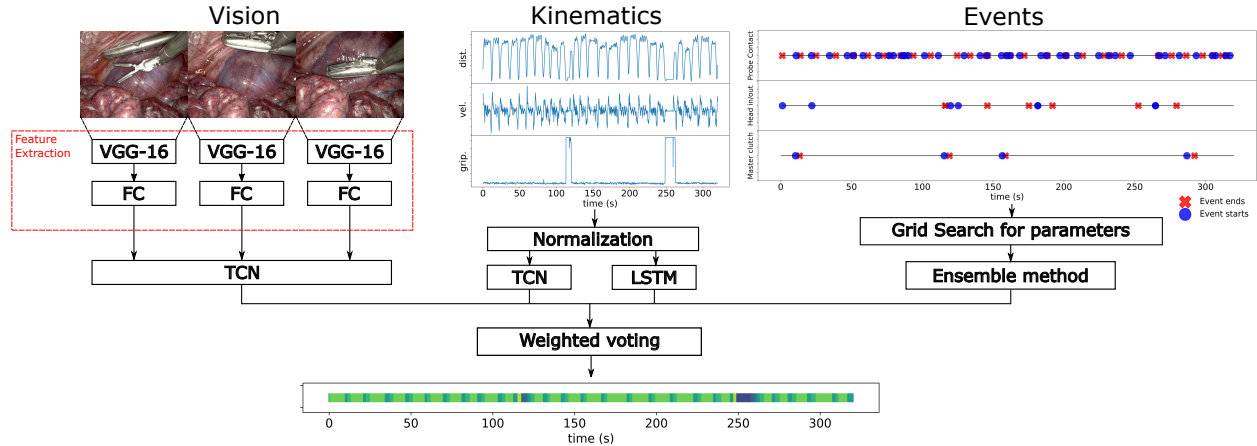 Vision
Kinematics
Events
Feature
Extraction
VGG-16 VGG-16 VGG-16
FC FC FC
TCN
dist.
vel.
grip.
0 50 100 150 200 250 300
time (s)
Normalization
TCN LSTM
Probe Contact
Head in/out
Master clutch
0 50 100 150 200 250 300
time (s)
Event ends
Event starts
Grid Search for parameters
Ensemble method
Weighted voting
0 50 100 150 200 250 300
time (s)